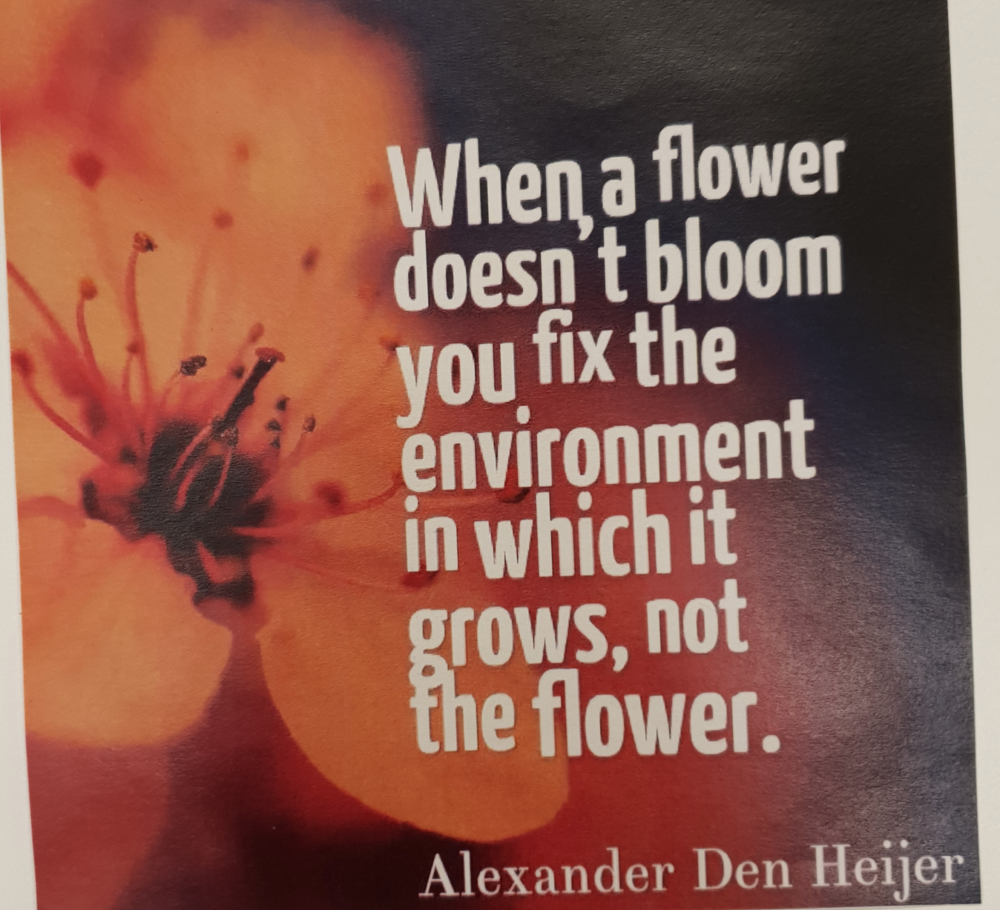 When a flower
doesn't bloom
you fix the
environment
in which it
grows, not
the flower.
Alexander Den Heijer